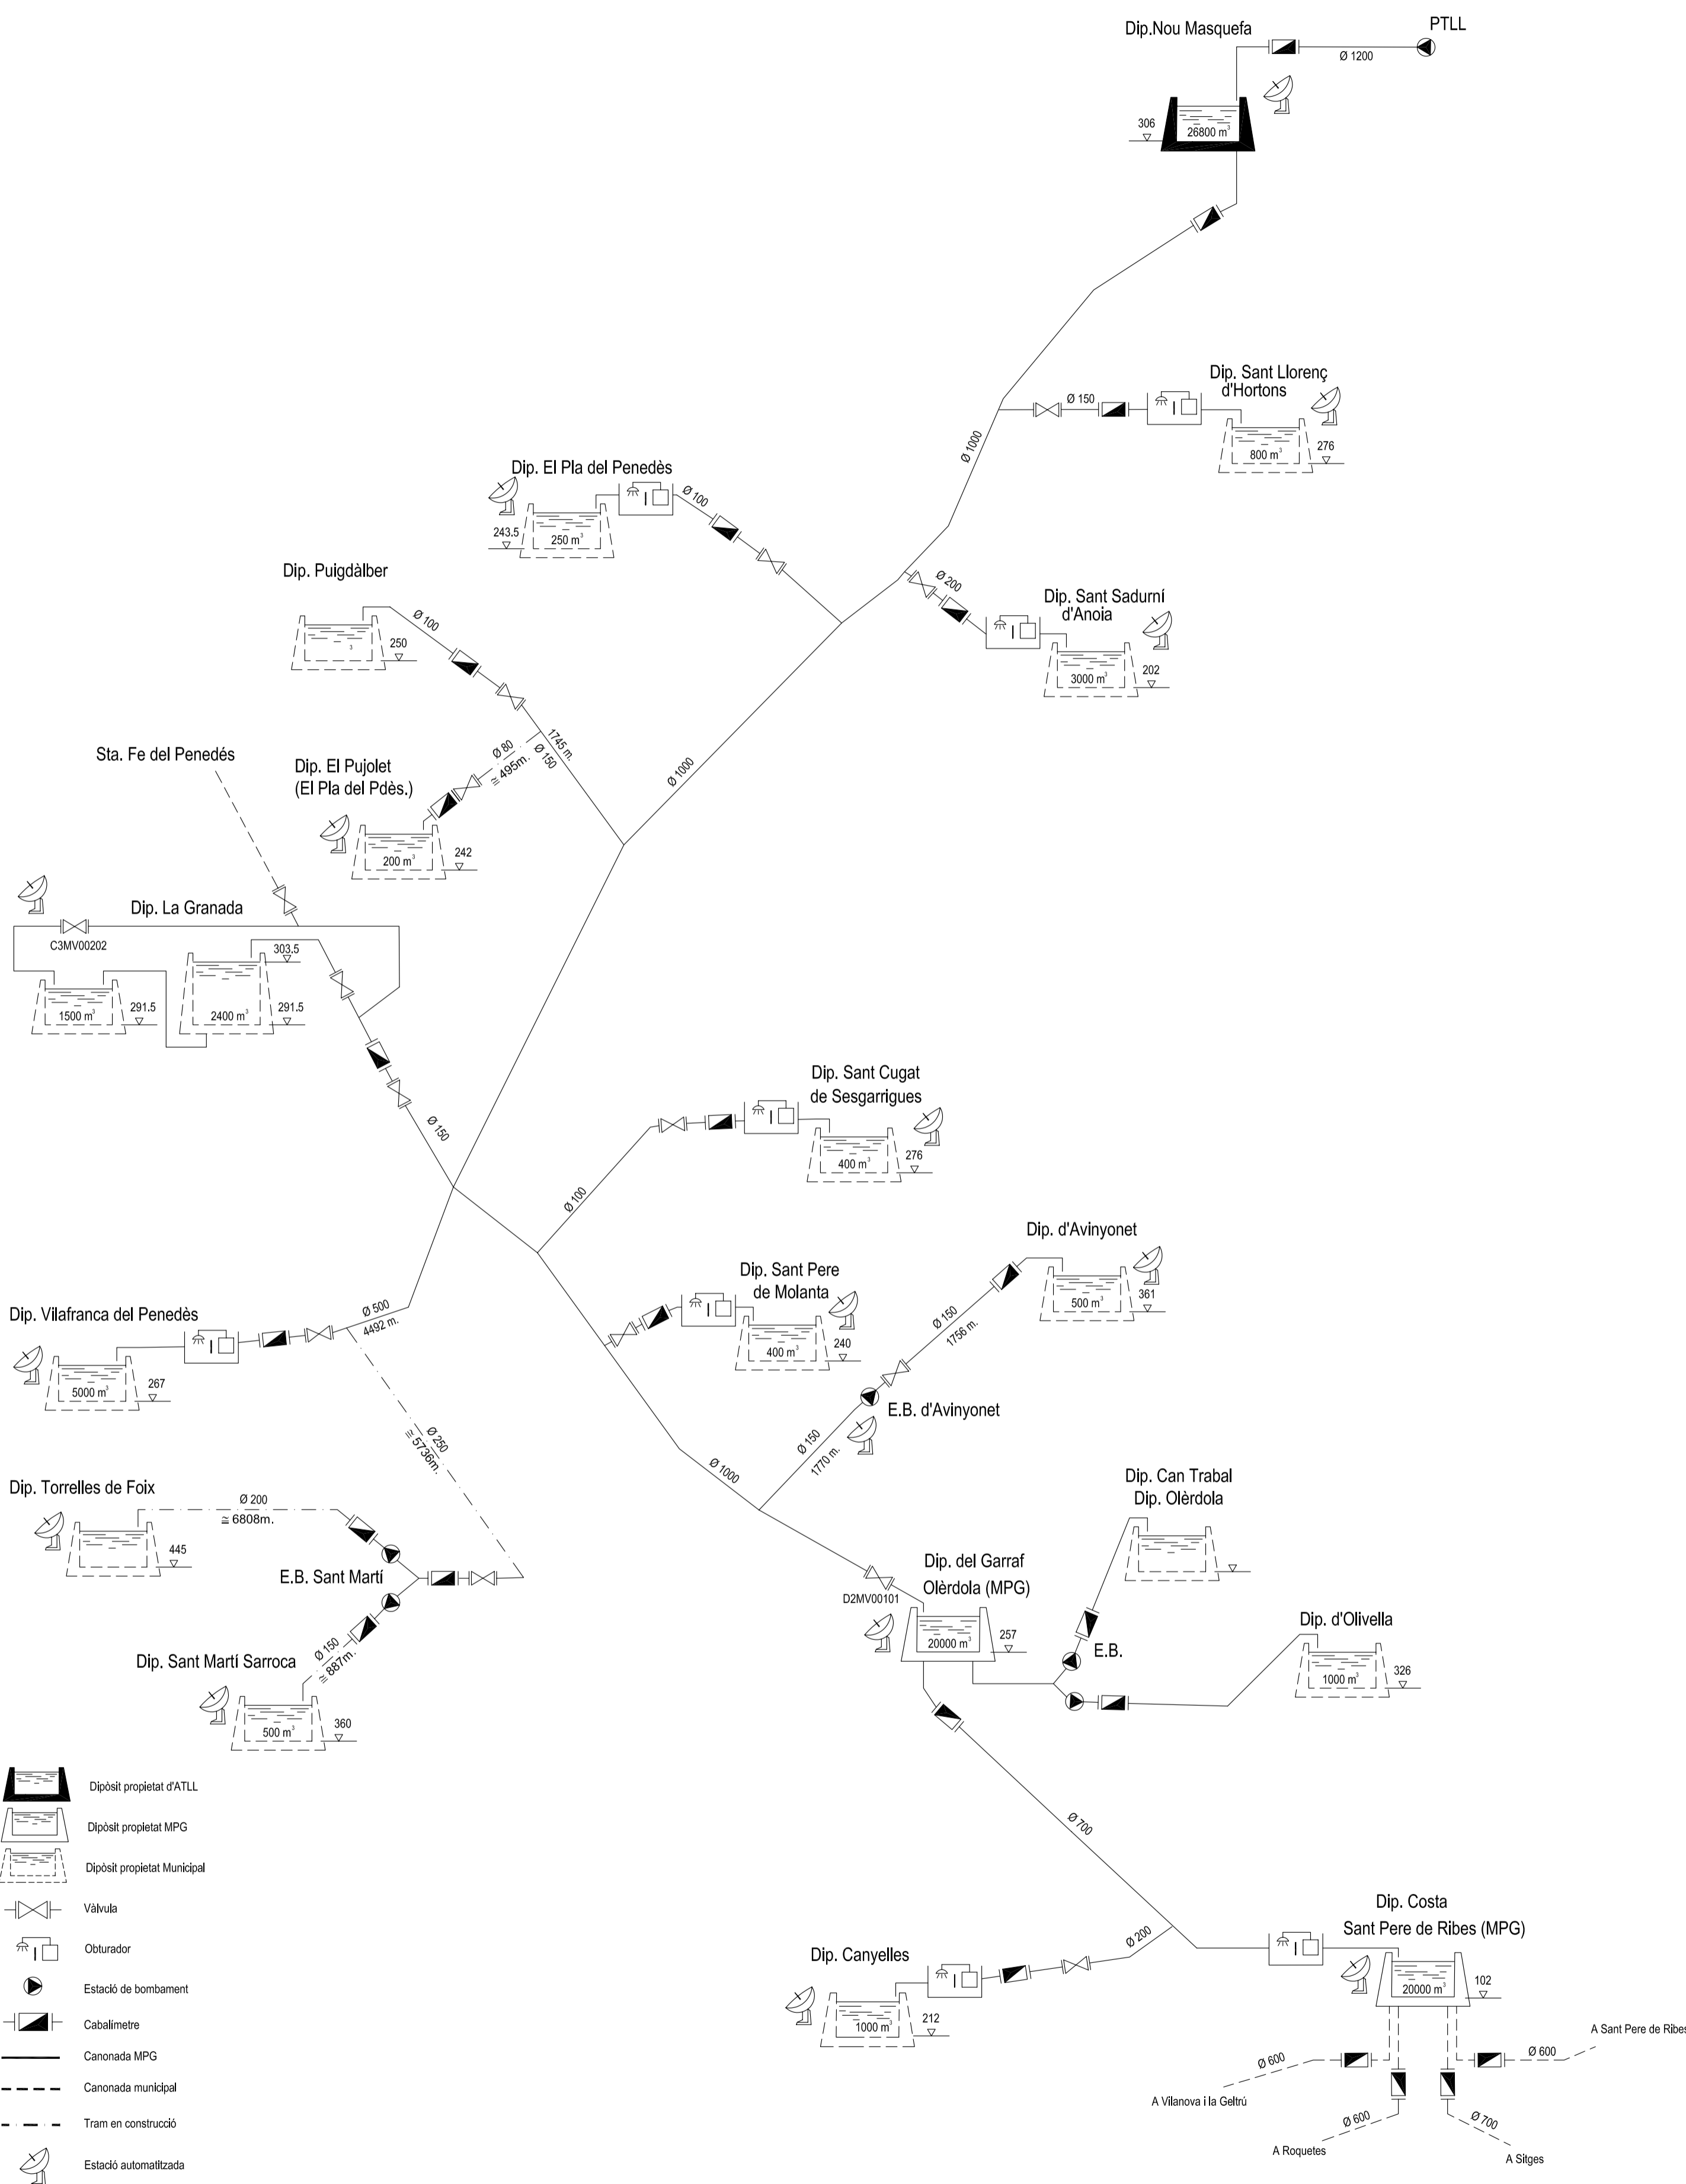 Dip.Nou Masquefa
PTLL
Ø 1200
306
26800 m³
Dip. Sant Llorenç
d'Hortons
Ø 150
800 m³
276
Ø 1000
Dip. El Pla del Penedès
Ø 100
243.5
250 m³
Dip. Puigdàlber
Ø 100
3
250
Ø 200
Dip. Sant Sadurní
d'Anoia
3000 m³
202
Sta. Fe del Penedés
Dip. El Pujolet
(El Pla del Pdès.)
Ø 80
≅ 495m.
1745 m.
Ø 150
200 m³
242
Ø 1000
Dip. La Granada
C3MV00202
303.5
1500 m³
291.5
2400 m³
291.5
Ø 150
Dip. Sant Cugat
de Sesgarrigues
400 m³
276
Ø 100
Dip. d'Avinyonet
500 m³
361
Dip. Sant Pere
de Molanta
400 m³
240
Ø 150
1756 m.
E.B. d'Avinyonet
Ø 150
1770 m.
Dip. Vilafranca del Penedès
Ø 500
4492 m.
5000 m³
267
Ø 250
≅ 5736m.
Ø 1000
Dip. Torrelles de Foix
Ø 200
≅ 6808m.
445
E.B. Sant Martí
Dip. Sant Martí Sarroca
Ø 150
≅ 887m.
500 m³
360
Dip. Can Trabal
Dip. Olèrdola
Dip. del Garraf
Olèrdola (MPG)
D2MV00101
20000 m³
257
E.B.
Dip. d'Olivella
1000 m³
326
Ø 700
Dip. Canyelles
Ø 200
1000 m³
212
Dip. Costa
Sant Pere de Ribes (MPG)
20000 m³
102
A Sant Pere de Ribes
Ø 600
Ø 600
A Vilanova i la Geltrú
Ø 600
A Roquetes
Ø 700
A Sitges
Dipòsit propietat d'ATLL
Dipòsit propietat MPG
Dipòsit propietat Municipal
Vàlvula
Obturador
Estació de bombament
Cabalímetre
Canonada MPG
Canonada municipal
Tram en construcció
Estació automatitzada